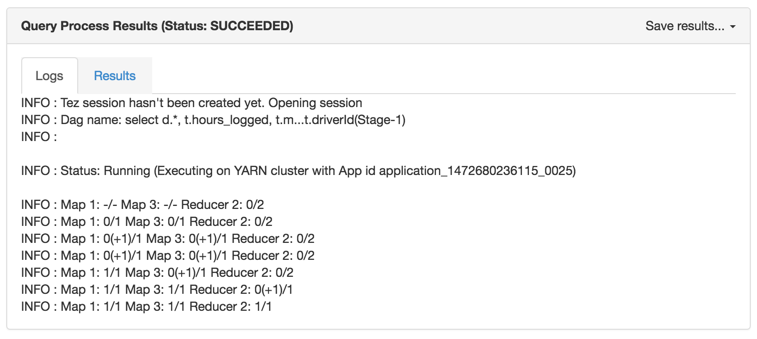 Query Process Results (Status: SUCCEEDED)
Save results...
Logs
Results
INFO : Tez session hasn't been created yet. Opening session
INFO : Dag name: select d.*, t.hours_logged, t.m...t.driverId(Stage-1)
INFO :
INFO : Status: Running (Executing on YARN cluster with App id application_1472680236115_0025)
INFO : Map 1: -/- Map 3: -/- Reducer 2: 0/2
INFO : Map 1: 0/1 Map 3: 0/1 Reducer 2: 0/2
INFO : Map 1: 0(+1)/1 Map 3: 0(+1)/1 Reducer 2: 0/2
INFO : Map 1: 0(+1)/1 Map 3: 0(+1)/1 Reducer 2: 0/2
INFO : Map 1: 1/1 Map 3: 0(+1)/1 Reducer 2: 0/2
INFO : Map 1: 1/1 Map 3: 1/1 Reducer 2: 0(+1)/1
INFO : Map 1: 1/1 Map 3: 1/1 Reducer 2: 1/1